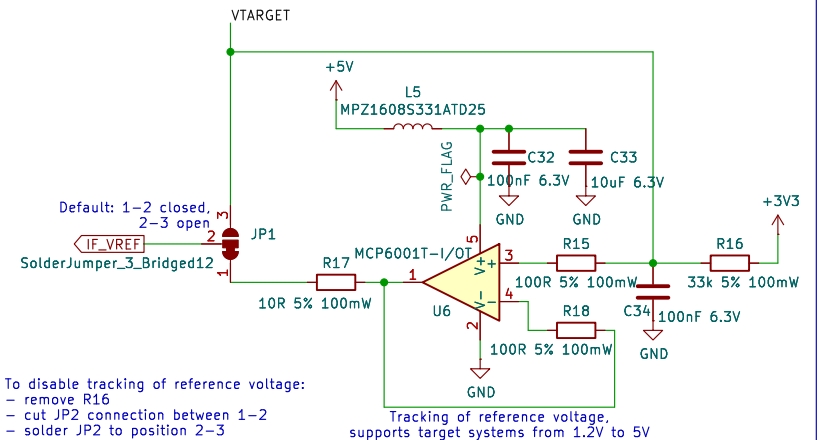 VTARGET
+5V
L5
MPZ1608S331ATD25
PWR_FLAG
C32
100nF 6.3V
C33
10uF 6.3V
GND
GND
+3V3
Default: 1-2 closed,
2-3 open
3
2
1
JP1
IF_VREF
SolderJumper_3_Bridged12
R17
10R 5% 100mW
MCP6001T-I/OT
5
V+
+
3
1
4
-
V-
2
U6
R15
100R 5% 100mW
R16
33k 5% 100mW
C34
100nF 6.3V
GND
R18
100R 5% 100mW
GND
To disable tracking of reference voltage:
- remove R16
- cut JP2 connection between 1-2
- solder JP2 to position 2-3
Tracking of reference voltage,
supports target systems from 1.2V to 5V